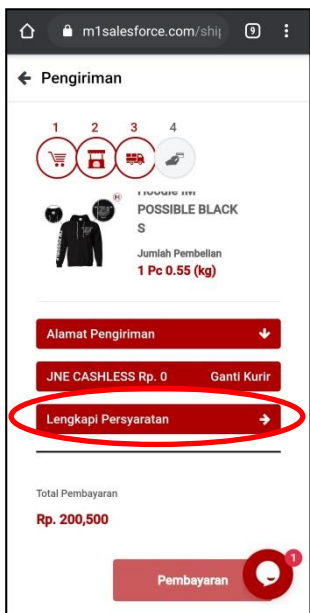 m1salesforce.com/ship
9
Pengiriman
1 2 3 4
POSSIBLE BLACK
S
Jumlah Pembelian
1 Pc 0.55 (kg)
Alamat Pengiriman
JNE CASHLESS Rp. 0 Ganti Kurir
Lengkapi Persyaratan
Total Pembayaran
Rp. 200,500
Pembayaran
1